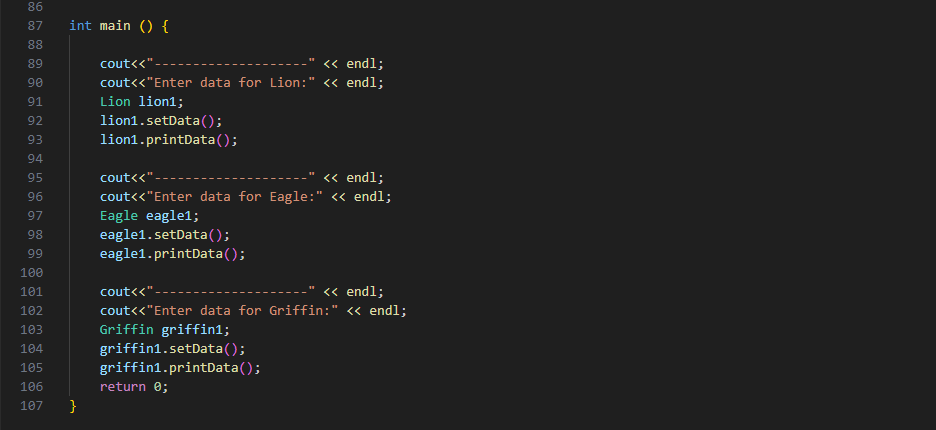 86
87 int main () {
88
89 cout<<"--------------------" << endl;
90 cout<<"Enter data for Lion:" << endl;
91 Lion lion1;
92 lion1.setData();
93 lion1.printData();
94
95 cout<<"--------------------" << endl;
96 cout<<"Enter data for Eagle:" << endl;
97 Eagle eagle1;
98 eagle1.setData();
99 eagle1.printData();
100
101 cout<<"--------------------" << endl;
102 cout<<"Enter data for Griffin:" << endl;
103 Griffin griffin1;
104 griffin1.setData();
105 griffin1.printData();
106 return 0;
107 }